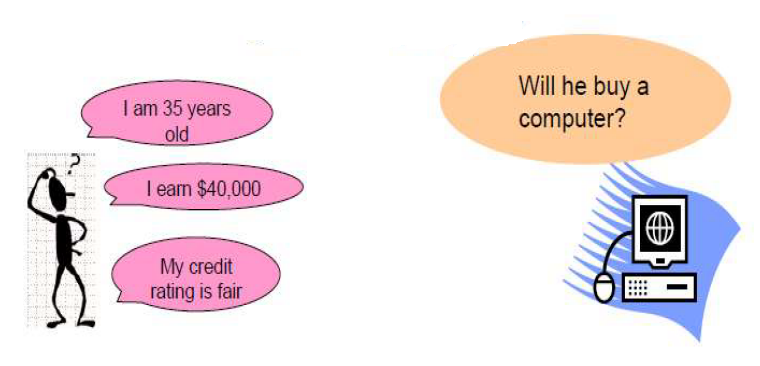 I am 35 years
old
I earn $40,000
My credit
rating is fair
Will he buy a
computer?
?